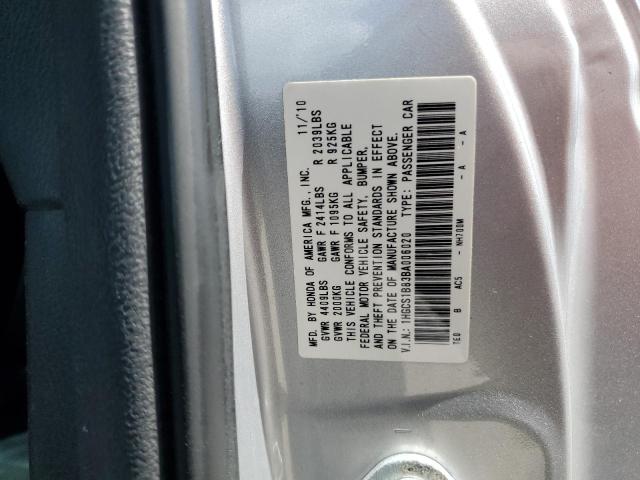 MFD. BY HONDA OF AMERICA MFG., INC. 11/10
GVWR 4409LBS GAWR F 2414LBS R 2039LBS
GVWR 2000KG GAWR F 1095KG R 925KG
THIS VEHICLE CONFORMS TO ALL APPLICABLE
FEDERAL MOTOR VEHICLE SAFETY, BUMPER,
AND THEFT PREVENTION STANDARDS IN EFFECT
ON THE DATE OF MANUFACTURE SHOWN ABOVE.
V.I.N.: 1HGCS1B83BA006020 TYPE: PASSENGER CAR
TE0 B AC5 - NH700M - A - A